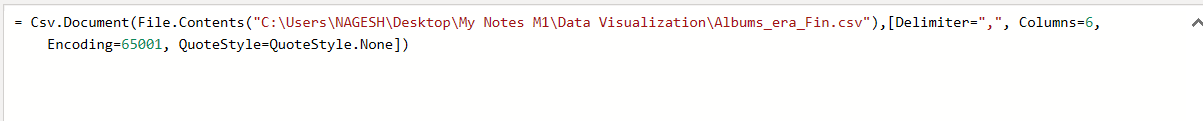 = Csv.Document(File.Contents("C:\Users\NAGESH\Desktop\My Notes M1\Data Visualization\Albums_era_Fin.csv"),[Delimiter=",", Columns=6,
Encoding=65001, QuoteStyle=QuoteStyle.None])